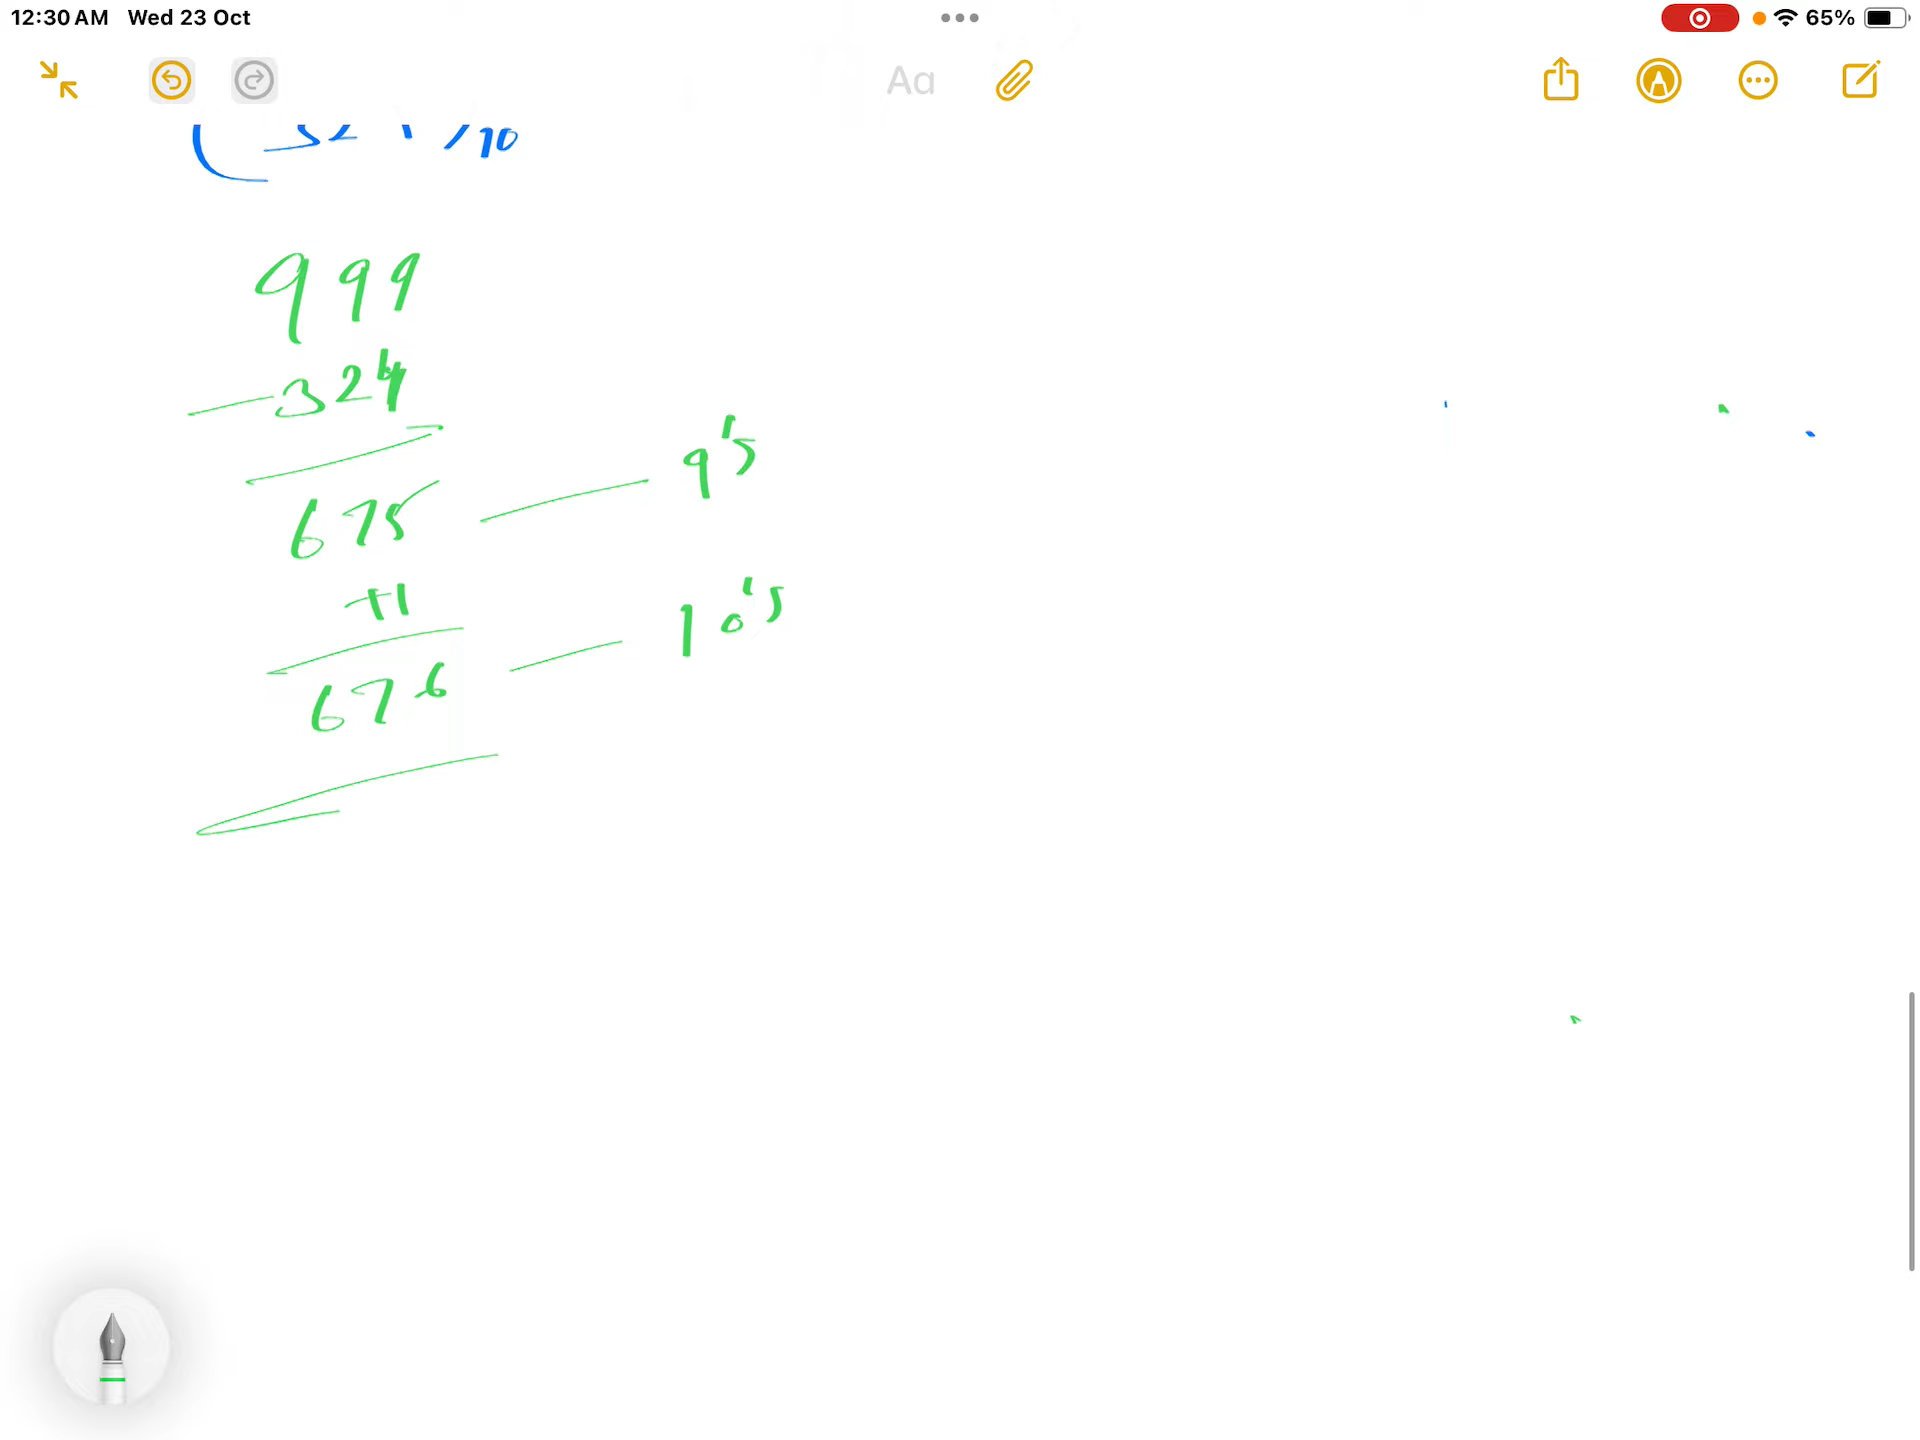 12:30 AM Wed 23 Oct
65%
Aa
999
- 324
675 — 9's
+1
676 — 10's